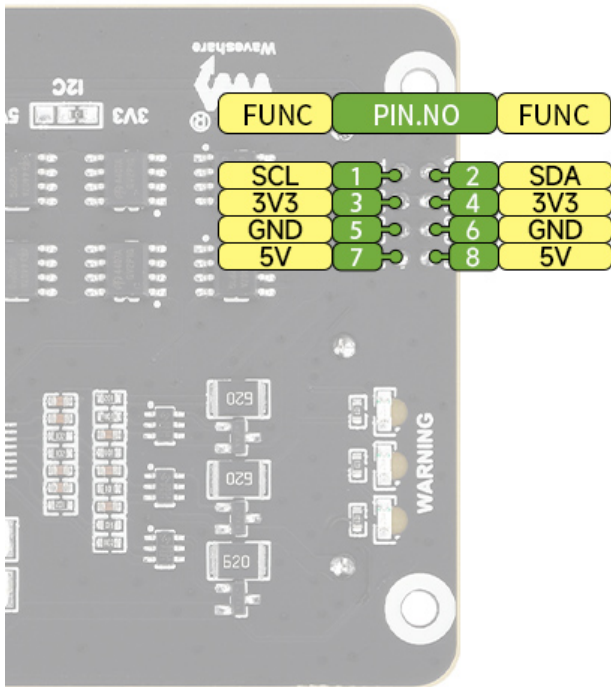 Waveshare
I2C
5V 3V3
®
FUNC PIN.NO FUNC
SCL 1 2 SDA
3V3 3 4 3V3
GND 5 6 GND
5V 7 8 5V
620
620
620
WARNING